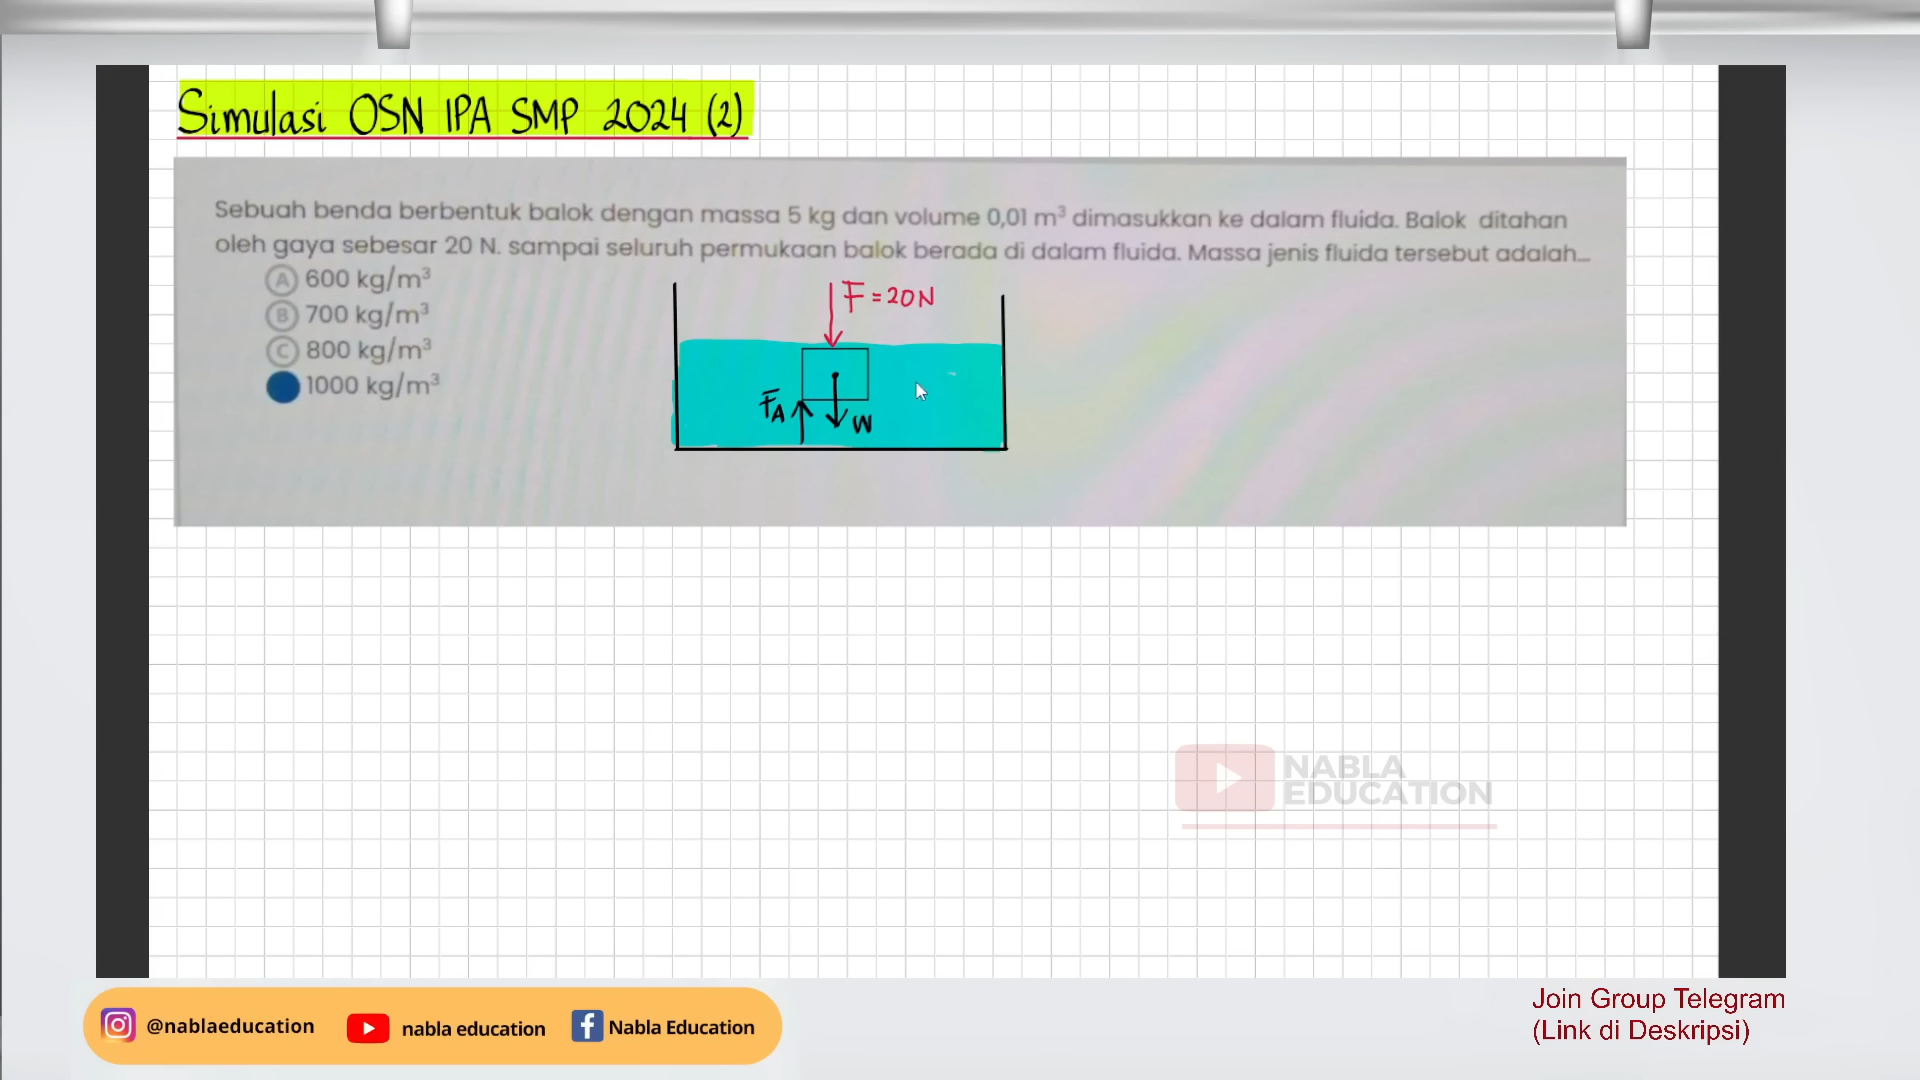 Simulasi OSN IPA SMP 2024 (2)
Sebuah benda berbentuk balok dengan massa 5 kg dan volume 0,01 m³ dimasukkan ke dalam fluida. Balok ditahan
oleh gaya sebesar 20 N. sampai seluruh permukaan balok berada di dalam fluida. Massa jenis fluida tersebut adalah...
A 600 kg/m³
B 700 kg/m³
C 800 kg/m³
1000 kg/m³
F = 20 N
FA
W
NABLA
EDUCATION
@nablaeducation
nabla education
Nabla Education
Join Group Telegram
(Link di Deskripsi)